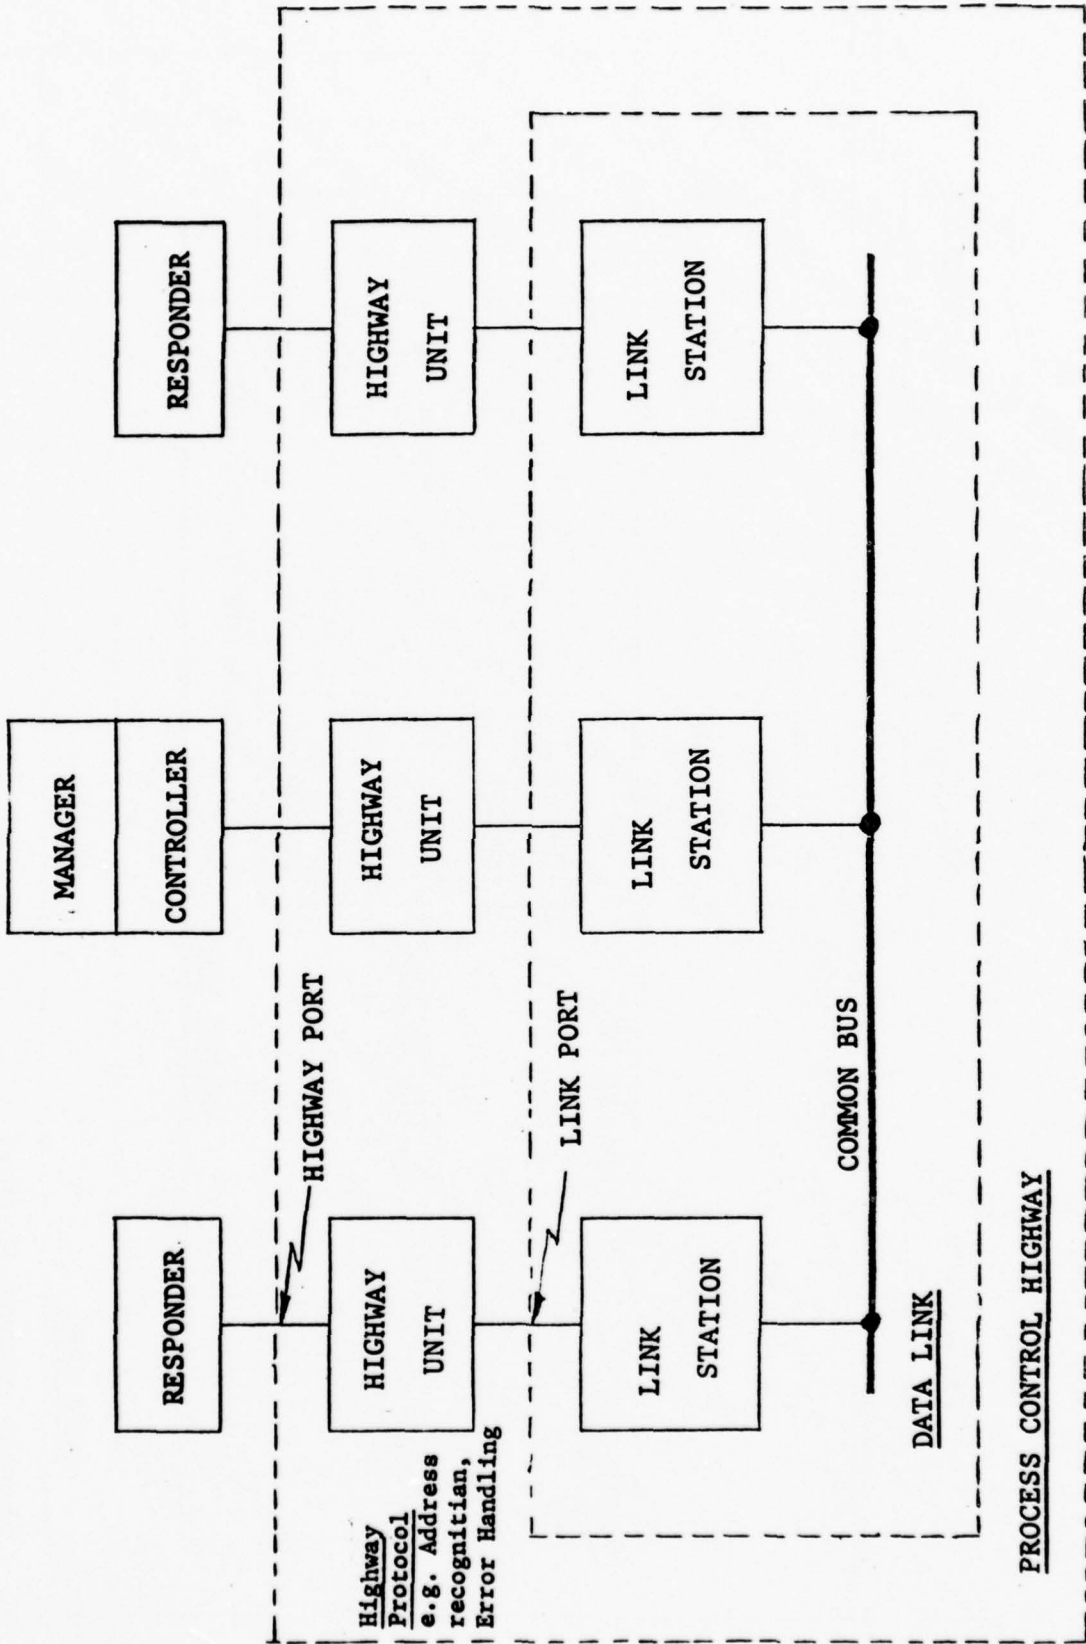 MANAGER
RESPONDER
CONTROLLER
RESPONDER
HIGHWAY PORT
Highway
Protocol
e.g. Address
recognitian,
Error Handling
HIGHWAY
UNIT
HIGHWAY
UNIT
HIGHWAY
UNIT
LINK PORT
LINK
STATION
LINK
STATION
LINK
STATION
COMMON BUS
DATA LINK
PROCESS CONTROL HIGHWAY